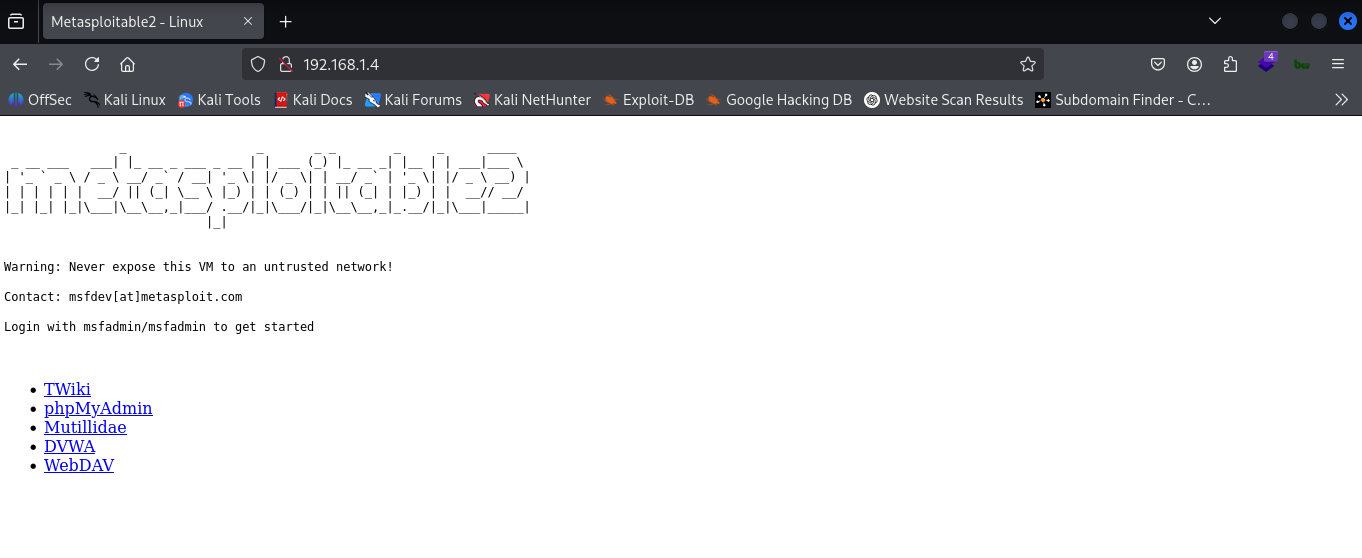 Metasploitable2 - Linux
192.168.1.4
4
OffSec Kali Linux Kali Tools Kali Docs Kali Forums Kali NetHunter Exploit-DB Google Hacking DB Website Scan Results Subdomain Finder - C…
metasploitable2
Warning: Never expose this VM to an untrusted network!
Contact: msfdev[at]metasploit.com
Login with msfadmin/msfadmin to get started
TWiki
phpMyAdmin
Mutillidae
DVWA
WebDAV